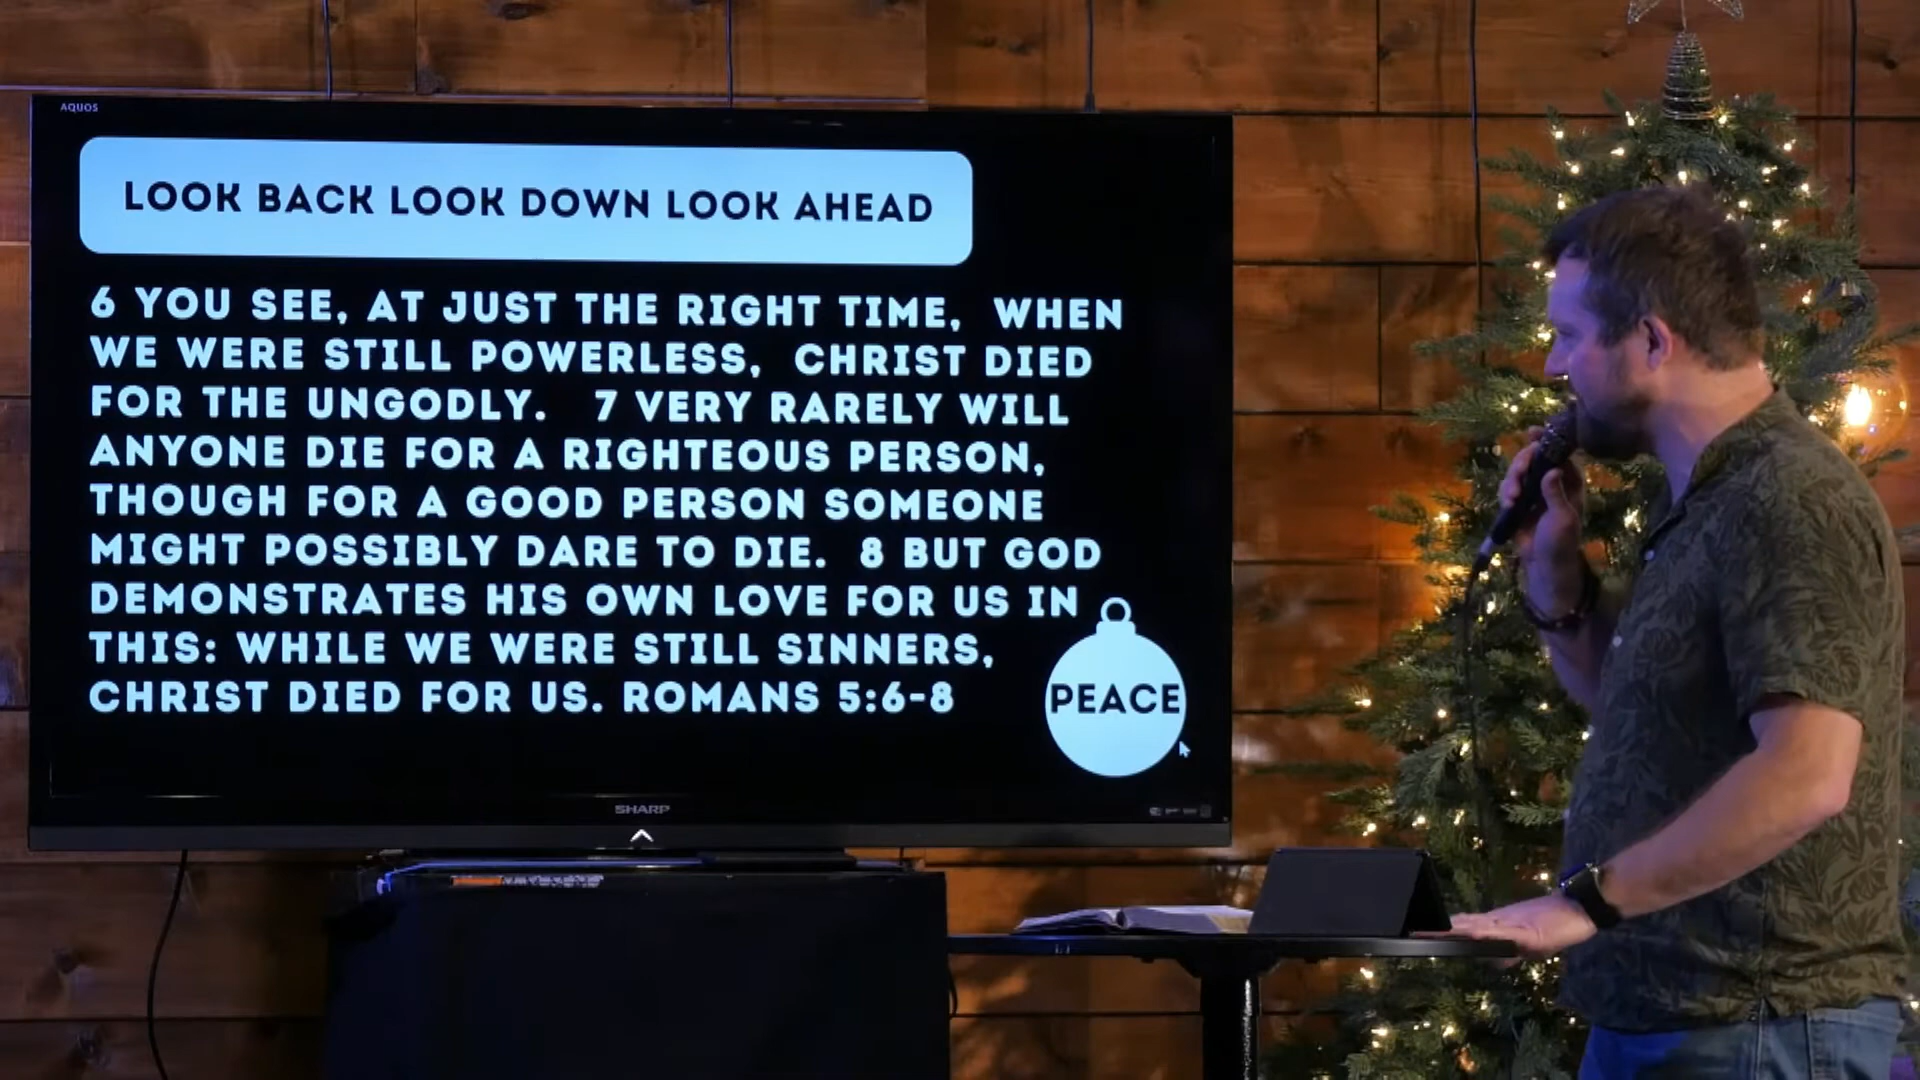 AQUOS
LOOK BACK LOOK DOWN LOOK AHEAD
6 YOU SEE, AT JUST THE RIGHT TIME, WHEN
WE WERE STILL POWERLESS, CHRIST DIED
FOR THE UNGODLY. 7 VERY RARELY WILL
ANYONE DIE FOR A RIGHTEOUS PERSON,
THOUGH FOR A GOOD PERSON SOMEONE
MIGHT POSSIBLY DARE TO DIE. 8 BUT GOD
DEMONSTRATES HIS OWN LOVE FOR US IN
THIS: WHILE WE WERE STILL SINNERS,
CHRIST DIED FOR US. ROMANS 5:6-8
PEACE
SHARP